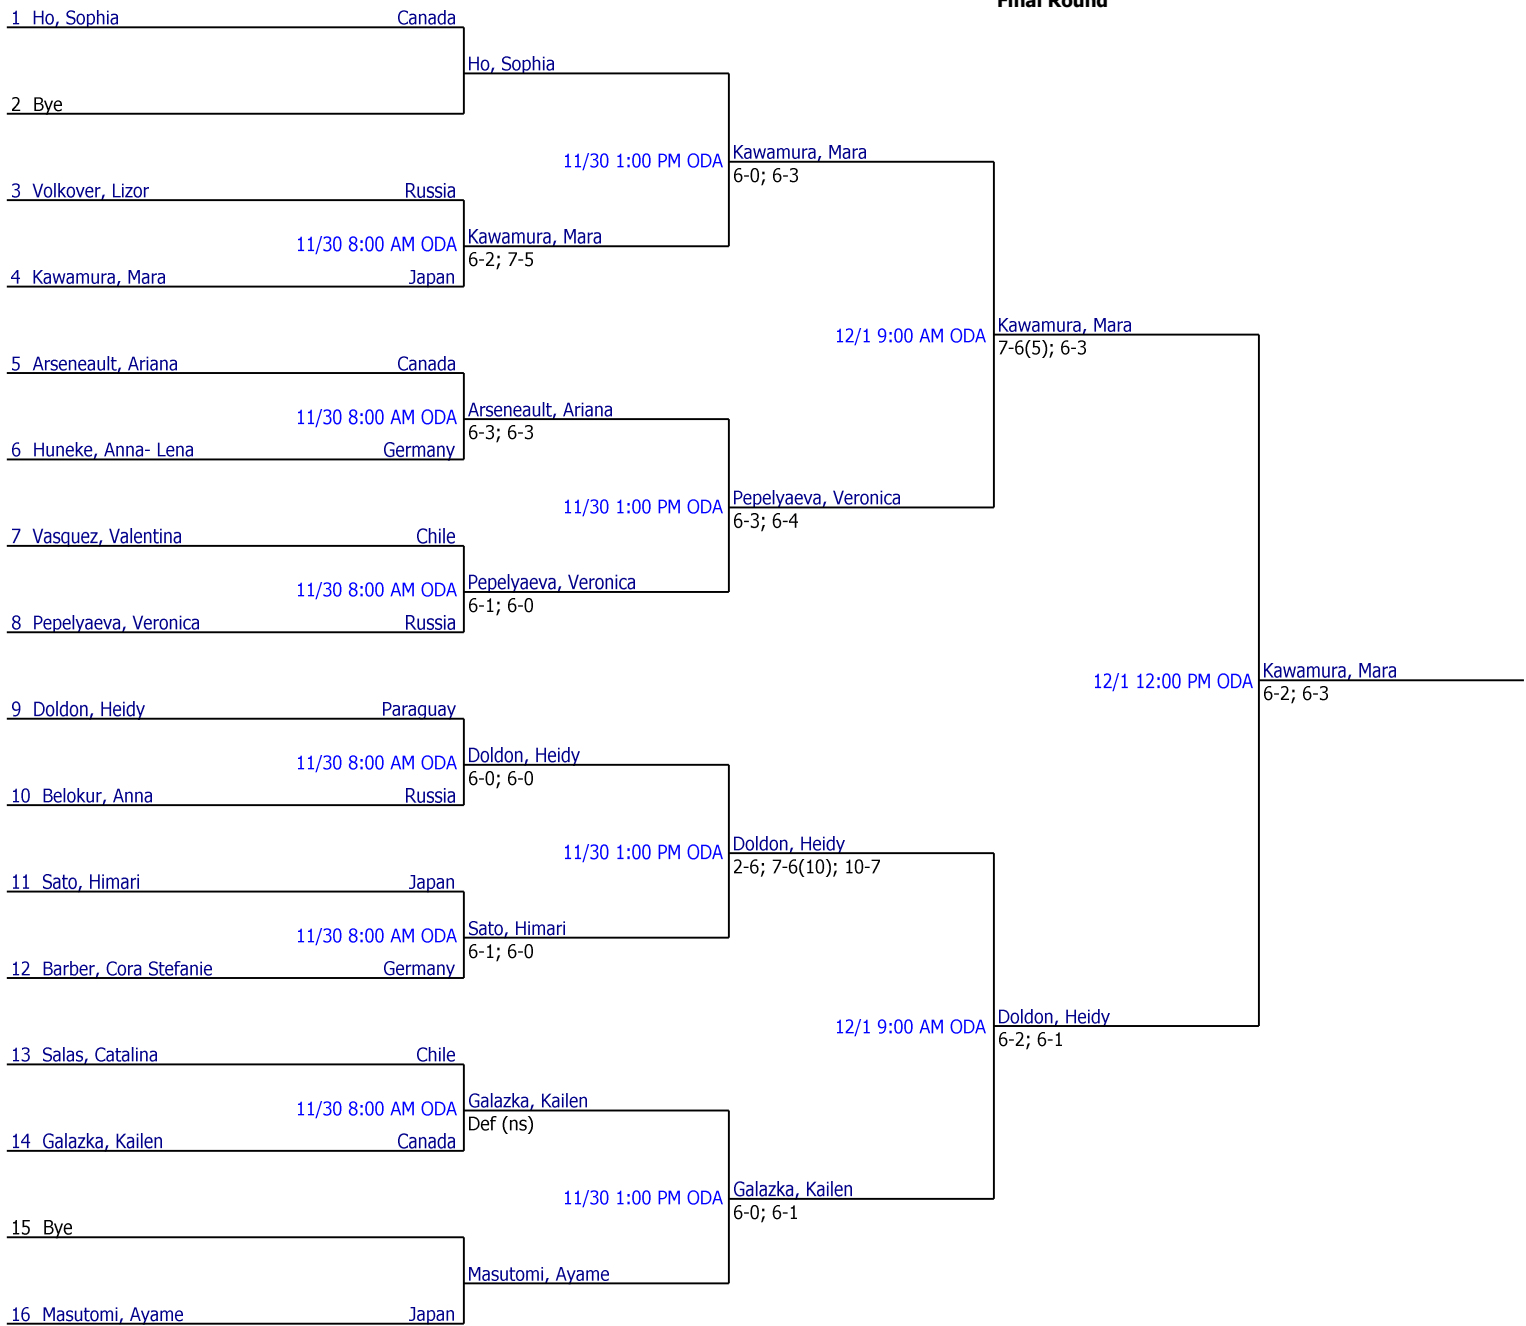 Final Round
1 Ho, Sophia Canada
Ho, Sophia
2 Bye
11/30 1:00 PM ODA Kawamura, Mara
6-0; 6-3
3 Volkover, Lizor Russia
11/30 8:00 AM ODA Kawamura, Mara
6-2; 7-5
4 Kawamura, Mara Japan
12/1 9:00 AM ODA Kawamura, Mara
7-6(5); 6-3
5 Arseneault, Ariana Canada
11/30 8:00 AM ODA Arseneault, Ariana
6-3; 6-3
6 Huneke, Anna- Lena Germany
11/30 1:00 PM ODA Pepelyaeva, Veronica
6-3; 6-4
7 Vasquez, Valentina Chile
11/30 8:00 AM ODA Pepelyaeva, Veronica
6-1; 6-0
8 Pepelyaeva, Veronica Russia
12/1 12:00 PM ODA Kawamura, Mara
6-2; 6-3
9 Doldon, Heidy Paraguay
11/30 8:00 AM ODA Doldon, Heidy
6-0; 6-0
10 Belokur, Anna Russia
11/30 1:00 PM ODA Doldon, Heidy
2-6; 7-6(10); 10-7
11 Sato, Himari Japan
11/30 8:00 AM ODA Sato, Himari
6-1; 6-0
12 Barber, Cora Stefanie Germany
12/1 9:00 AM ODA Doldon, Heidy
6-2; 6-1
13 Salas, Catalina Chile
11/30 8:00 AM ODA Galazka, Kailen
Def (ns)
14 Galazka, Kailen Canada
11/30 1:00 PM ODA Galazka, Kailen
6-0; 6-1
15 Bye
Masutomi, Ayame
16 Masutomi, Ayame Japan